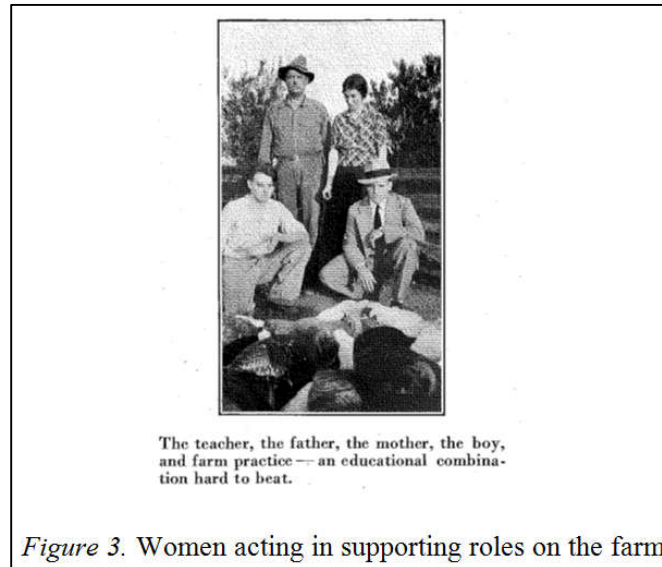 The teacher, the father, the mother, the boy,
and farm practice — an educational combina-
tion hard to beat.
Figure 3. Women acting in supporting roles on the farm